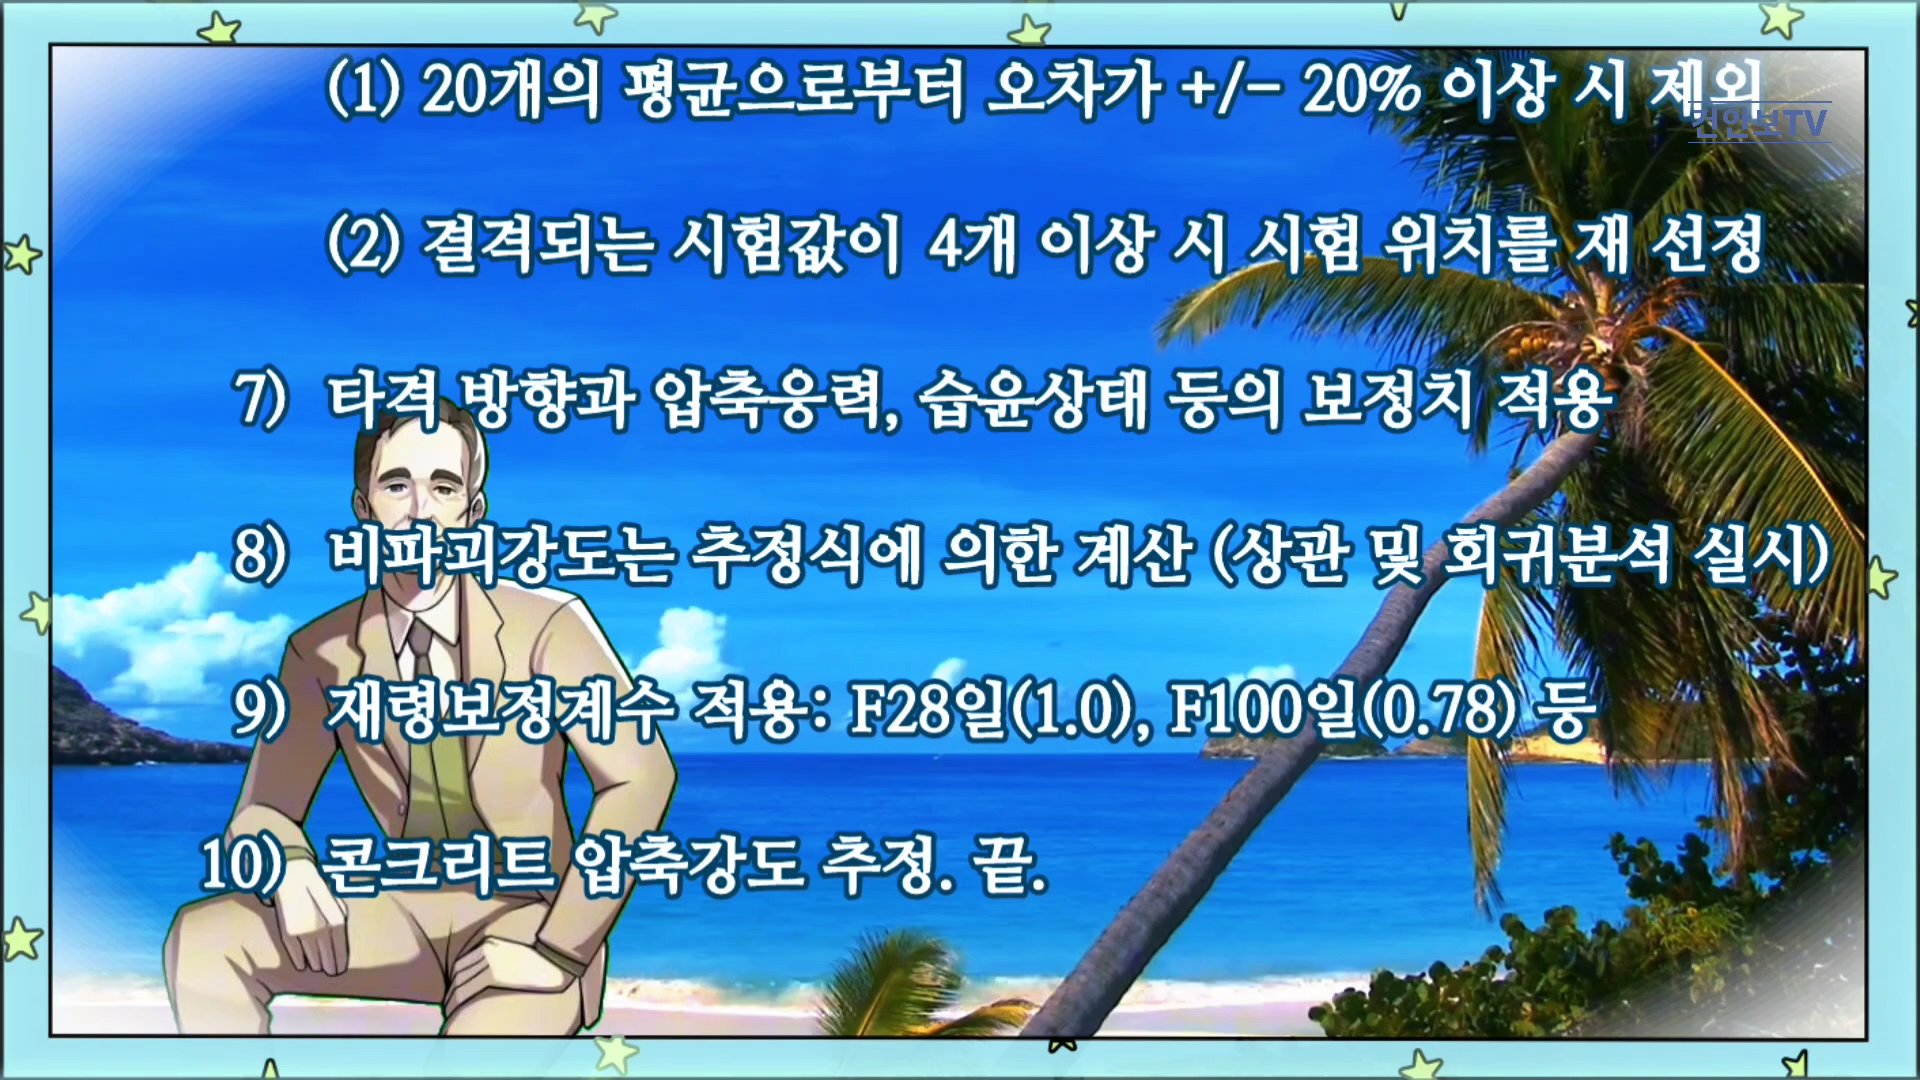 (1) 20개의 평균으로부터 오차가 +/- 20% 이상 시 제외
건안보TV
(2) 결격되는 시험값이 4개 이상 시 시험 위치를 재 선정
7) 타격 방향과 압축응력, 습윤상태 등의 보정치 적용
8) 비파괴강도는 추정식에 의한 계산 (상관 및 회귀분석 실시)
9) 재령보정계수 적용: F28일(1.0), F100일(0.78) 등
10) 콘크리트 압축강도 추정. 끝.